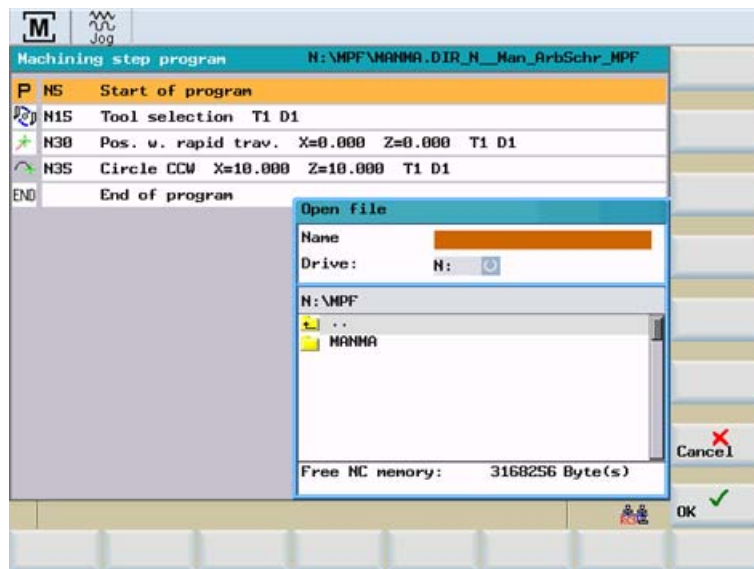 M
Jog
Machining step program N:\MPF\MANMA.DIR_N__Man_ArbSchr_MPF
P N5 Start of program
N15 Tool selection T1 D1
N30 Pos. w. rapid trav. X=0.000 Z=0.000 T1 D1
N35 Circle CCW X=10.000 Z=10.000 T1 D1
END End of program
Open file
Name
Drive: N:
N:\MPF
..
MANMA
Free NC memory: 3168256 Byte(s)
Cancel
OK